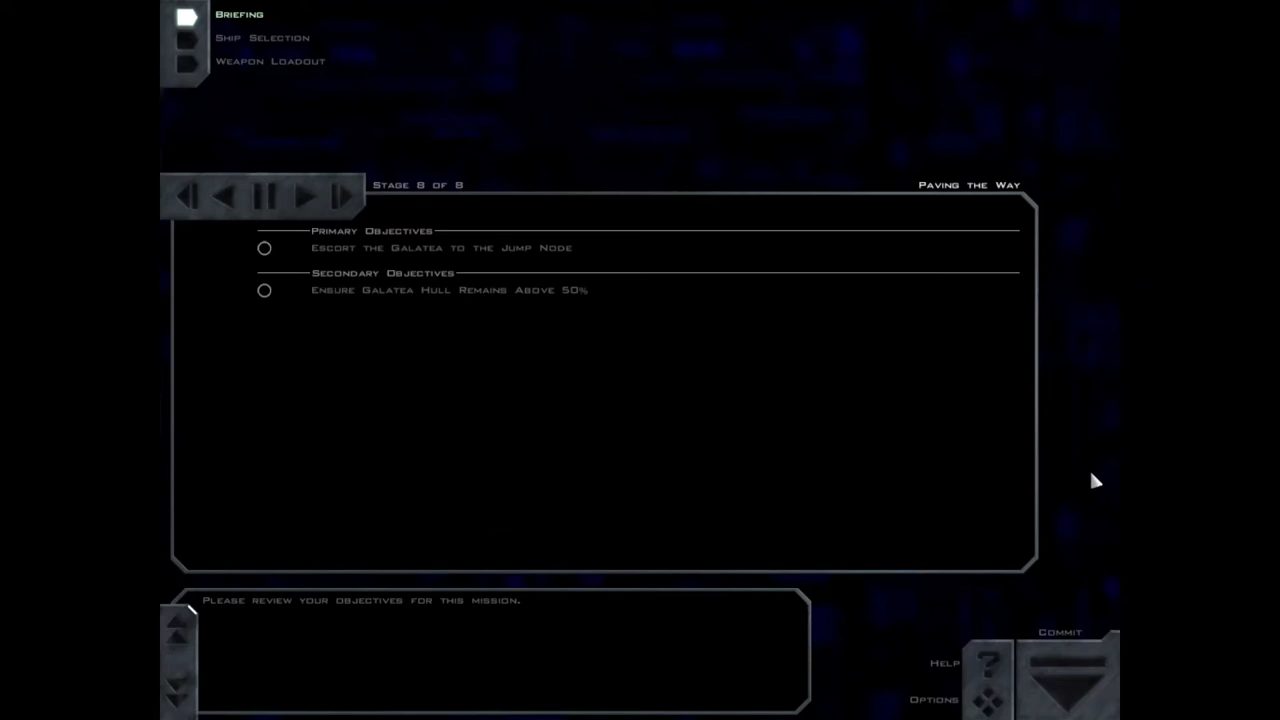 Briefing
Ship Selection
Weapon Loadout
Stage 8 of 8
Paving the Way
Primary Objectives
Escort the Galatea to the Jump Node
Secondary Objectives
Ensure Galatea Hull Remains Above 50%
Please review your objectives for this mission.
Commit
Help
?
Options